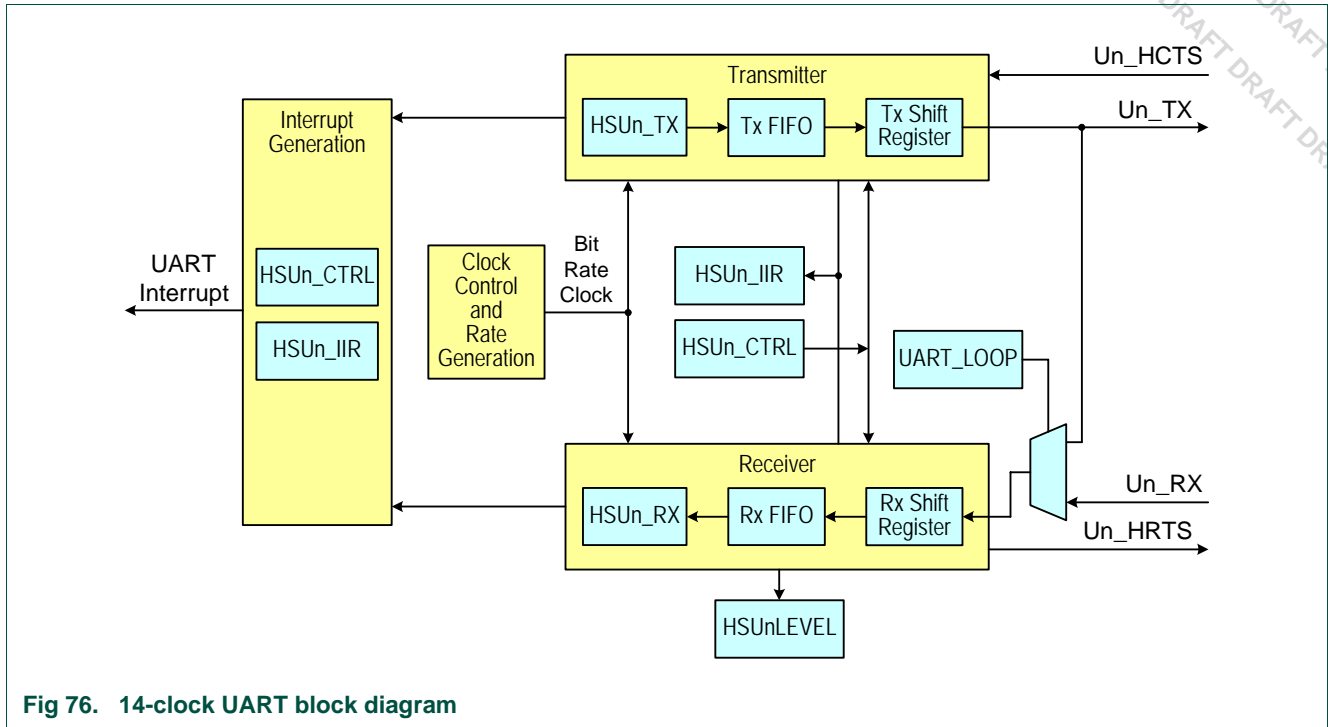 DRAFT DRAFT DRA
DRAFT
Transmitter
Un_HCTS
HSUn_TX
Tx FIFO
Tx Shift
Register
Un_TX
Interrupt
Generation
HSUn_CTRL
HSUn_IIR
UART
Interrupt
Clock
Control
and
Rate
Generation
Bit
Rate
Clock
HSUn_IIR
HSUn_CTRL
UART_LOOP
Receiver
HSUn_RX
Rx FIFO
Rx Shift
Register
Un_RX
Un_HRTS
HSUnLEVEL
Fig 76. 14-clock UART block diagram